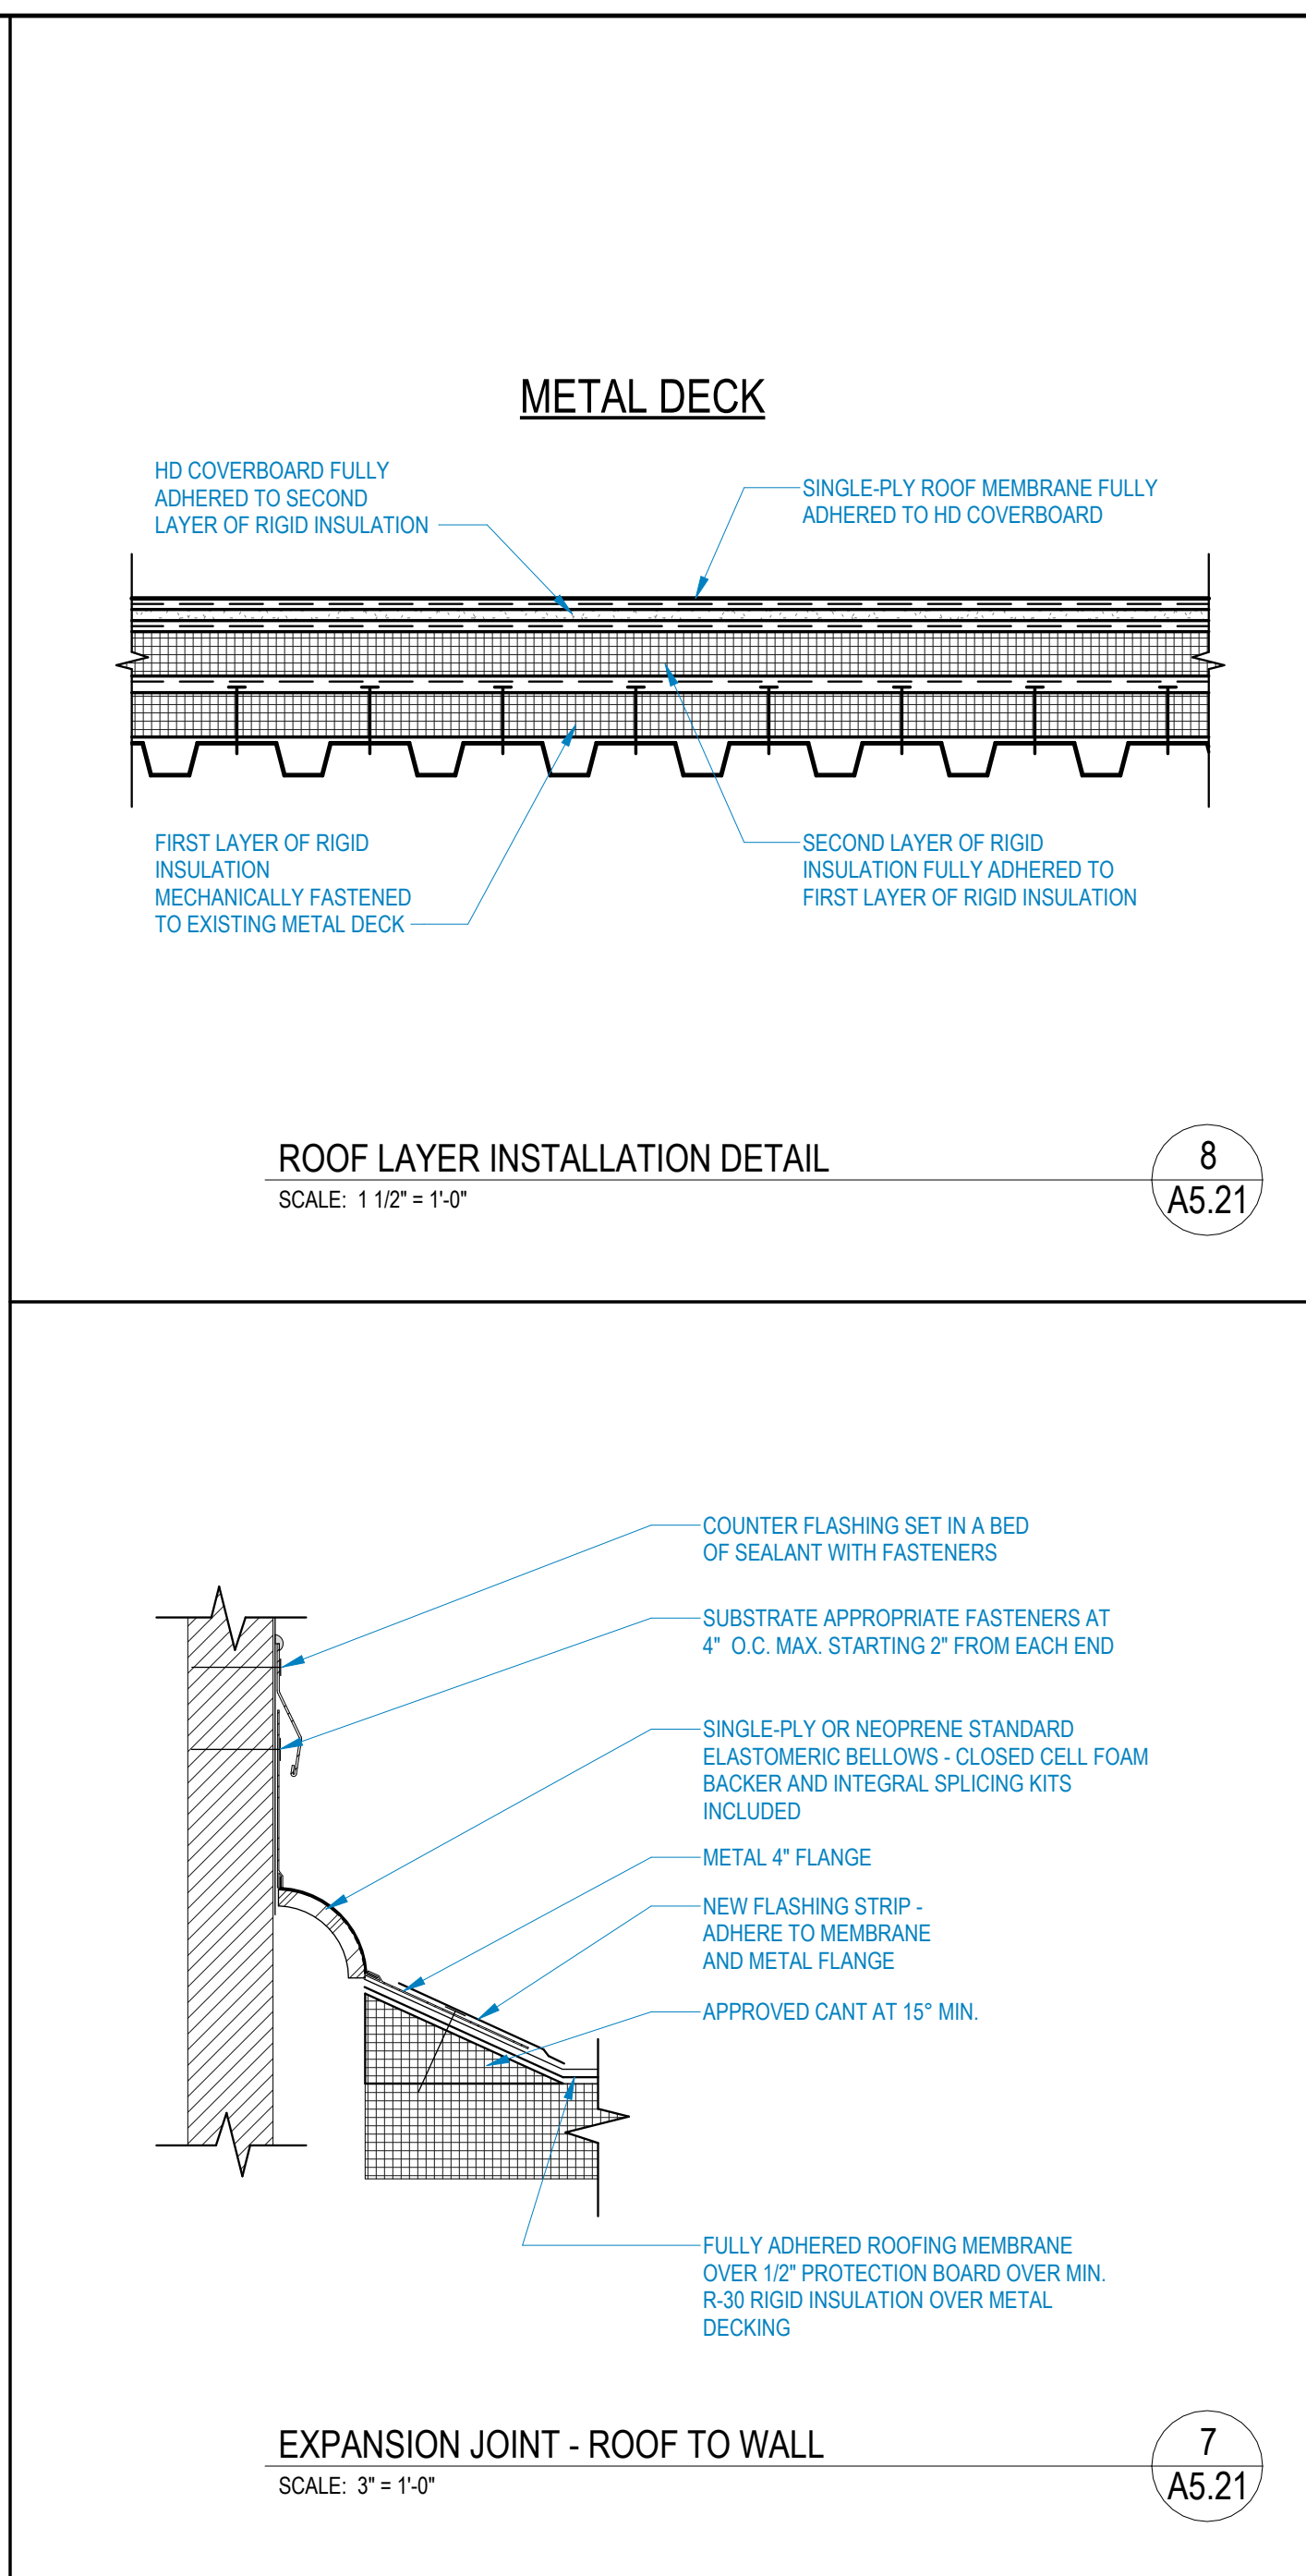 METAL DECK
HD COVERBOARD FULLY
ADHERED TO SECOND
LAYER OF RIGID INSULATION
SINGLE-PLY ROOF MEMBRANE FULLY
ADHERED TO HD COVERBOARD
FIRST LAYER OF RIGID
INSULATION
MECHANICALLY FASTENED
TO EXISTING METAL DECK
SECOND LAYER OF RIGID
INSULATION FULLY ADHERED TO
FIRST LAYER OF RIGID INSULATION
ROOF LAYER INSTALLATION DETAIL
SCALE: 1 1/2" = 1'-0"
8
A5.21
COUNTER FLASHING SET IN A BED
OF SEALANT WITH FASTENERS
SUBSTRATE APPROPRIATE FASTENERS AT
4" O.C. MAX. STARTING 2" FROM EACH END
SINGLE-PLY OR NEOPRENE STANDARD
ELASTOMERIC BELLOWS - CLOSED CELL FOAM
BACKER AND INTEGRAL SPLICING KITS
INCLUDED
METAL 4" FLANGE
NEW FLASHING STRIP -
ADHERE TO MEMBRANE
AND METAL FLANGE
APPROVED CANT AT 15° MIN.
FULLY ADHERED ROOFING MEMBRANE
OVER 1/2" PROTECTION BOARD OVER MIN.
R-30 RIGID INSULATION OVER METAL
DECKING
EXPANSION JOINT - ROOF TO WALL
SCALE: 3" = 1'-0"
7
A5.21